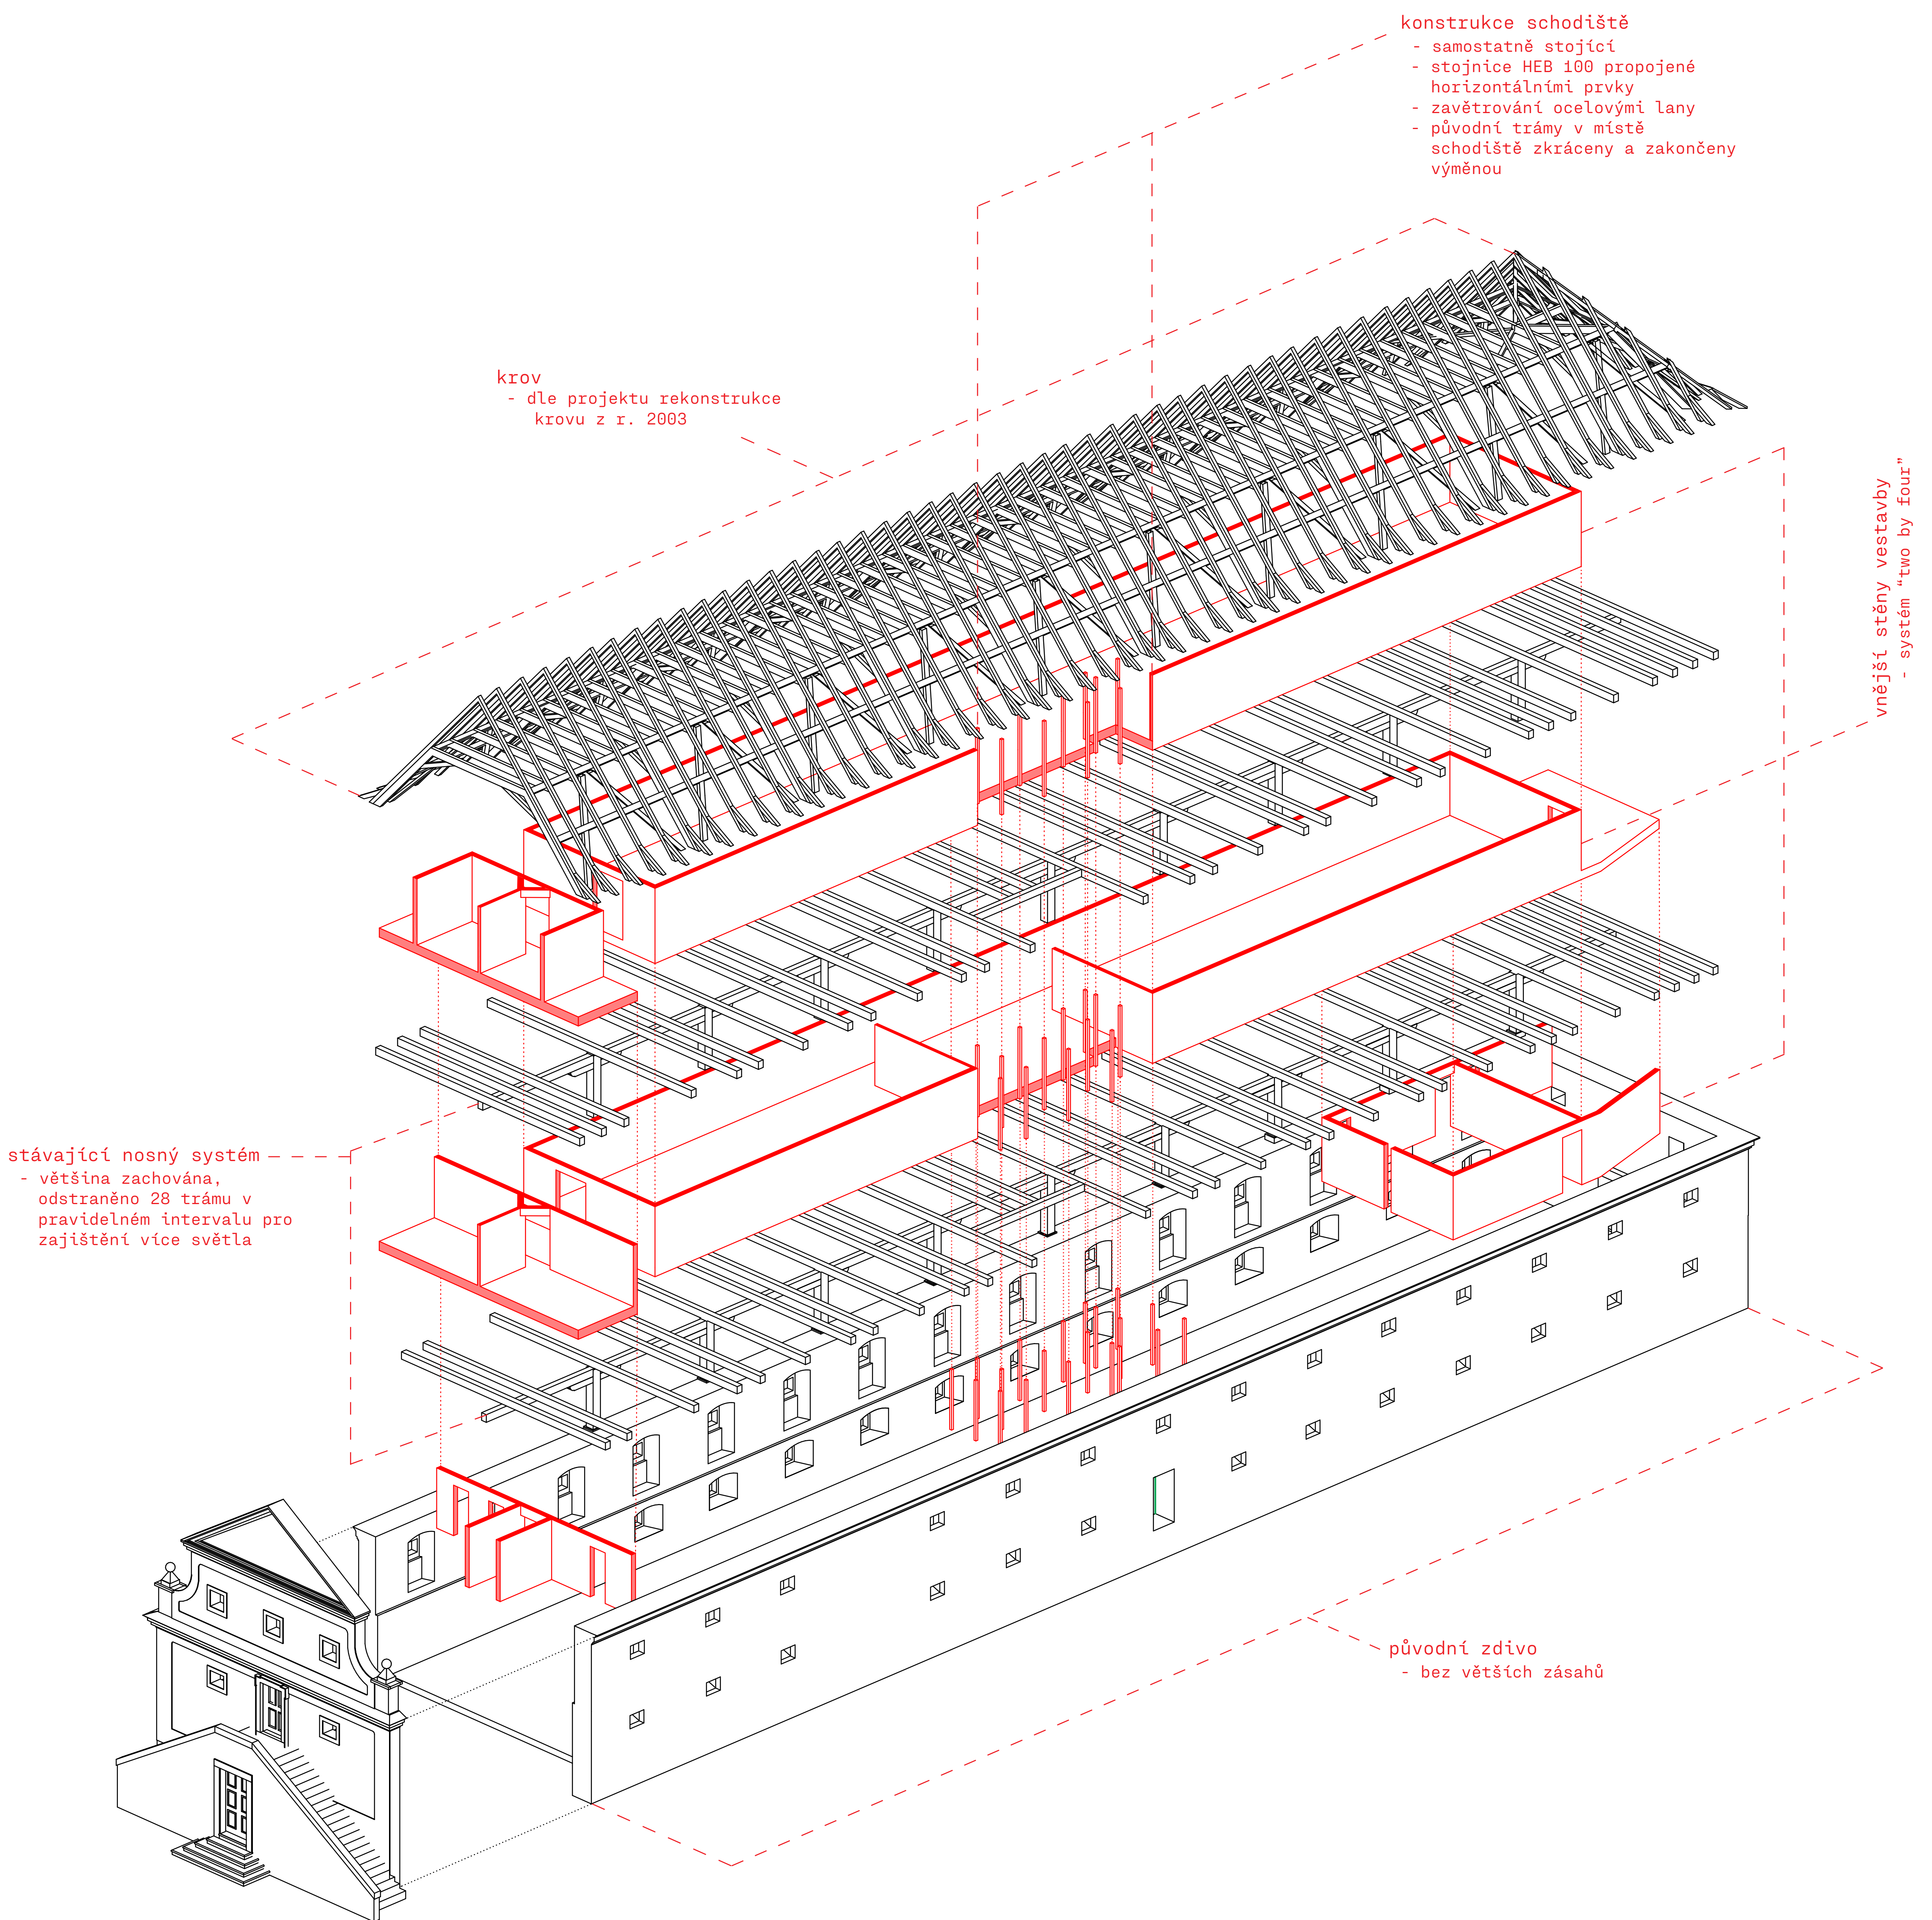 konstrukce schodiště
- samostatně stojící
- stojnice HEB 100 propojené
horizontálními prvky
- zavětrování ocelovými lany
- původní trámy v místě
schodiště zkráceny a zakončeny
výměnou
krov
- dle projektu rekonstrukce
krovu z r. 2003
vnější stěny vestavby
- systém “two by four”
stávající nosný systém
- většina zachována,
odstraněno 28 trámu v
pravidelném intervalu pro
zajištění více světla
původní zdivo
- bez větších zásahů